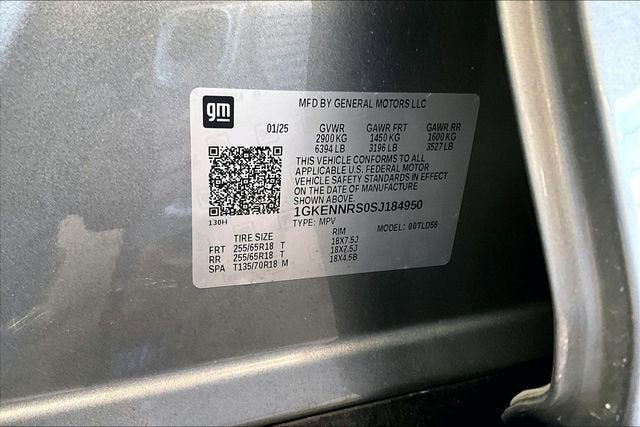 gm
MFD BY GENERAL MOTORS LLC
01/25 GVWR GAWR FRT GAWR RR
2900 KG 1450 KG 1600 KG
6394 LB 3196 LB 3527 LB
THIS VEHICLE CONFORMS TO ALL
APPLICABLE U.S. FEDERAL MOTOR
VEHICLE SAFETY STANDARDS IN EFFECT
ON THE DATE OF MANUFACTURE
SHOWN ABOVE.
1GKENNRS0SJ184950
130H
TYPE: MPV MODEL: 00TLD56
TIRE SIZE RIM
FRT 255/65R18 T 18X7.5J
RR 255/65R18 T 18X7.5J
SPA T135/70R18 M 18X4.5B